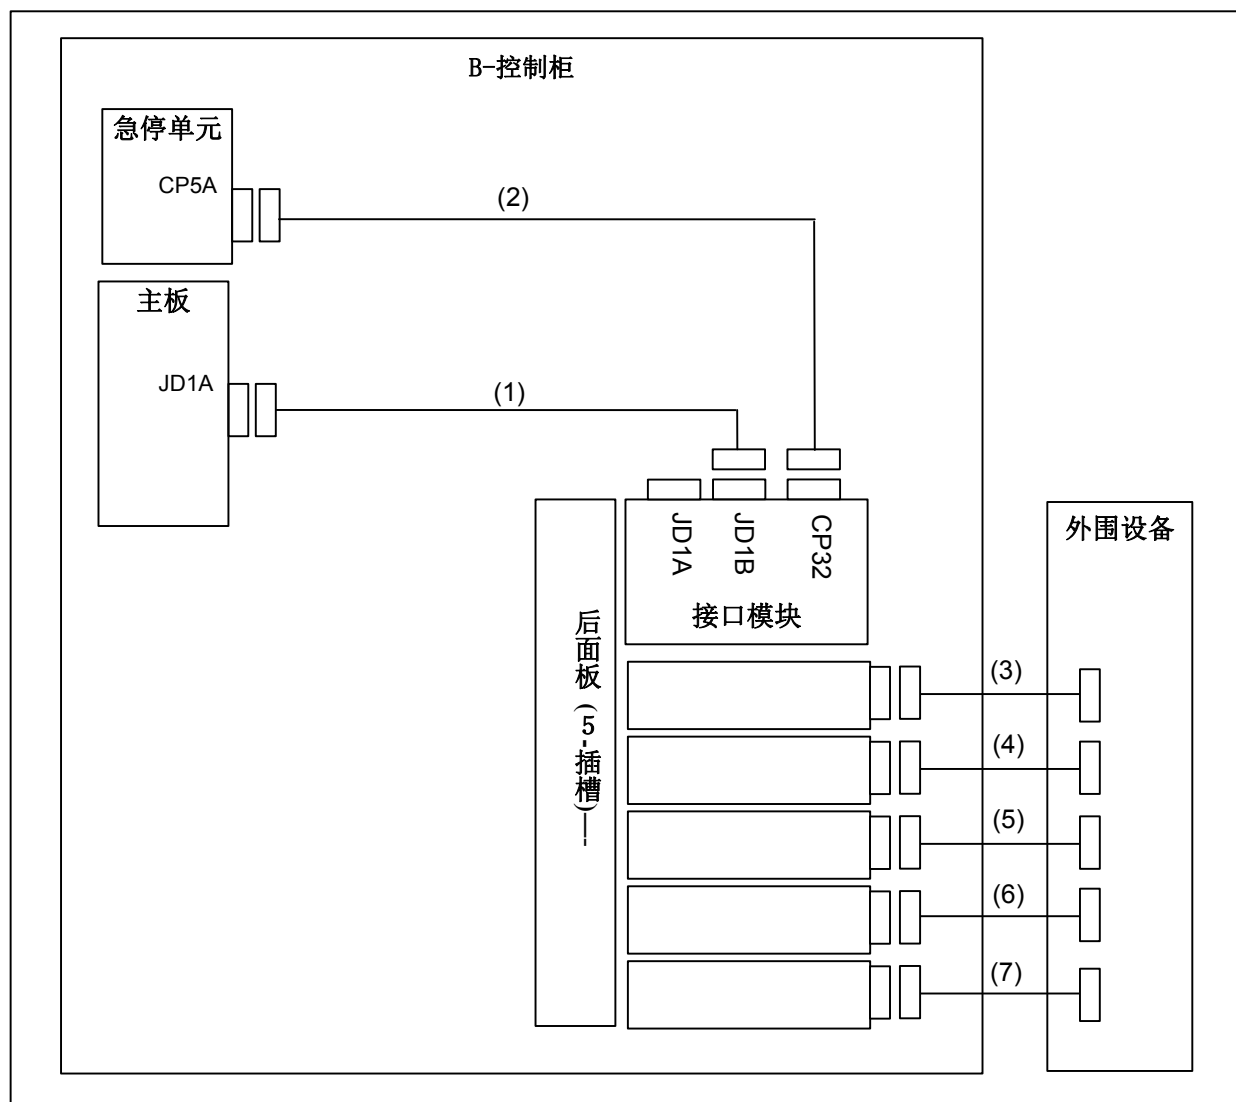 B-控制柜
急停单元
CP5A
(2)
主板
JD1A
(1)
JD1A
JD1B
CP32
接口模块
外围设备
后面板(5-插槽)
(3)
(4)
(5)
(6)
(7)